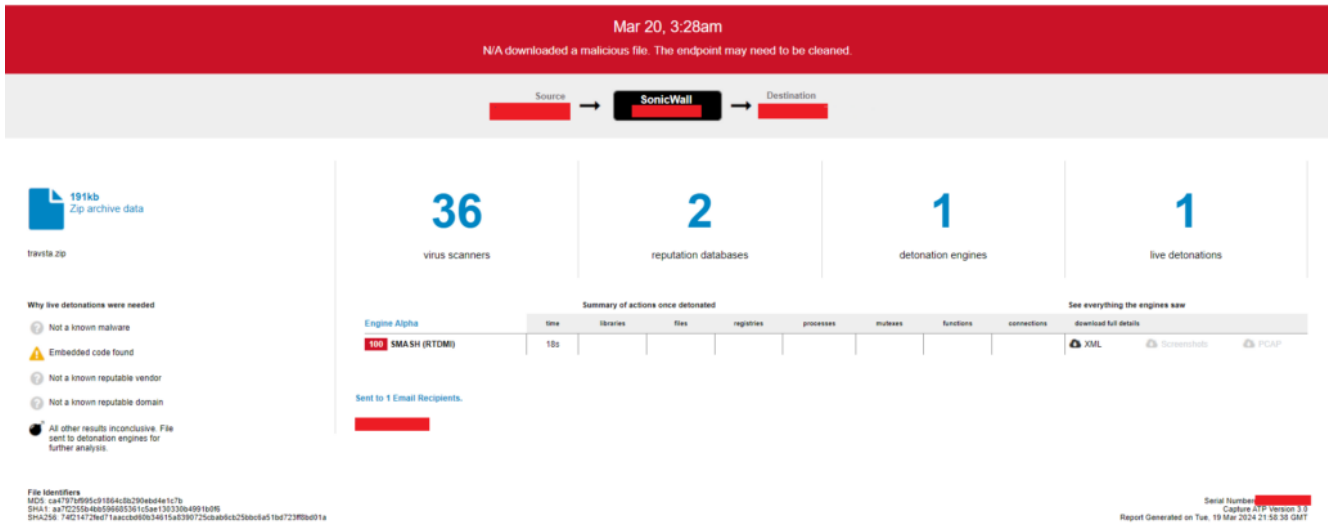 Mar 20, 3:28am
N/A downloaded a malicious file. The endpoint may need to be cleaned.
Source
SonicWall
Destination
191kb
Zip archive data
travsta.zip
36
virus scanners
2
reputation databases
1
detonation engines
1
live detonations
Why live detonations were needed
Not a known malware
Embedded code found
Not a known reputable vendor
Not a known reputable domain
All other results inconclusive. File
sent to detonation engines for
further analysis.
Summary of actions once detonated
See everything the engines saw
Engine Alpha time libraries files registries processes mutexes functions connections download full details
100 SMASH (RTDMI) 18s XML Screenshots PCAP
Sent to 1 Email Recipients.
File Identifiers
MD5: ca4797bf995c91864c8b290ebd4e1c7b
SHA1: aa7f2255b4bb596685361c5ae130330b4991b0f6
SHA256:
Serial Number
Capture ATP Version 3.0
Report Generated on Tue, 19 Mar 2024 21:58:38 GMT